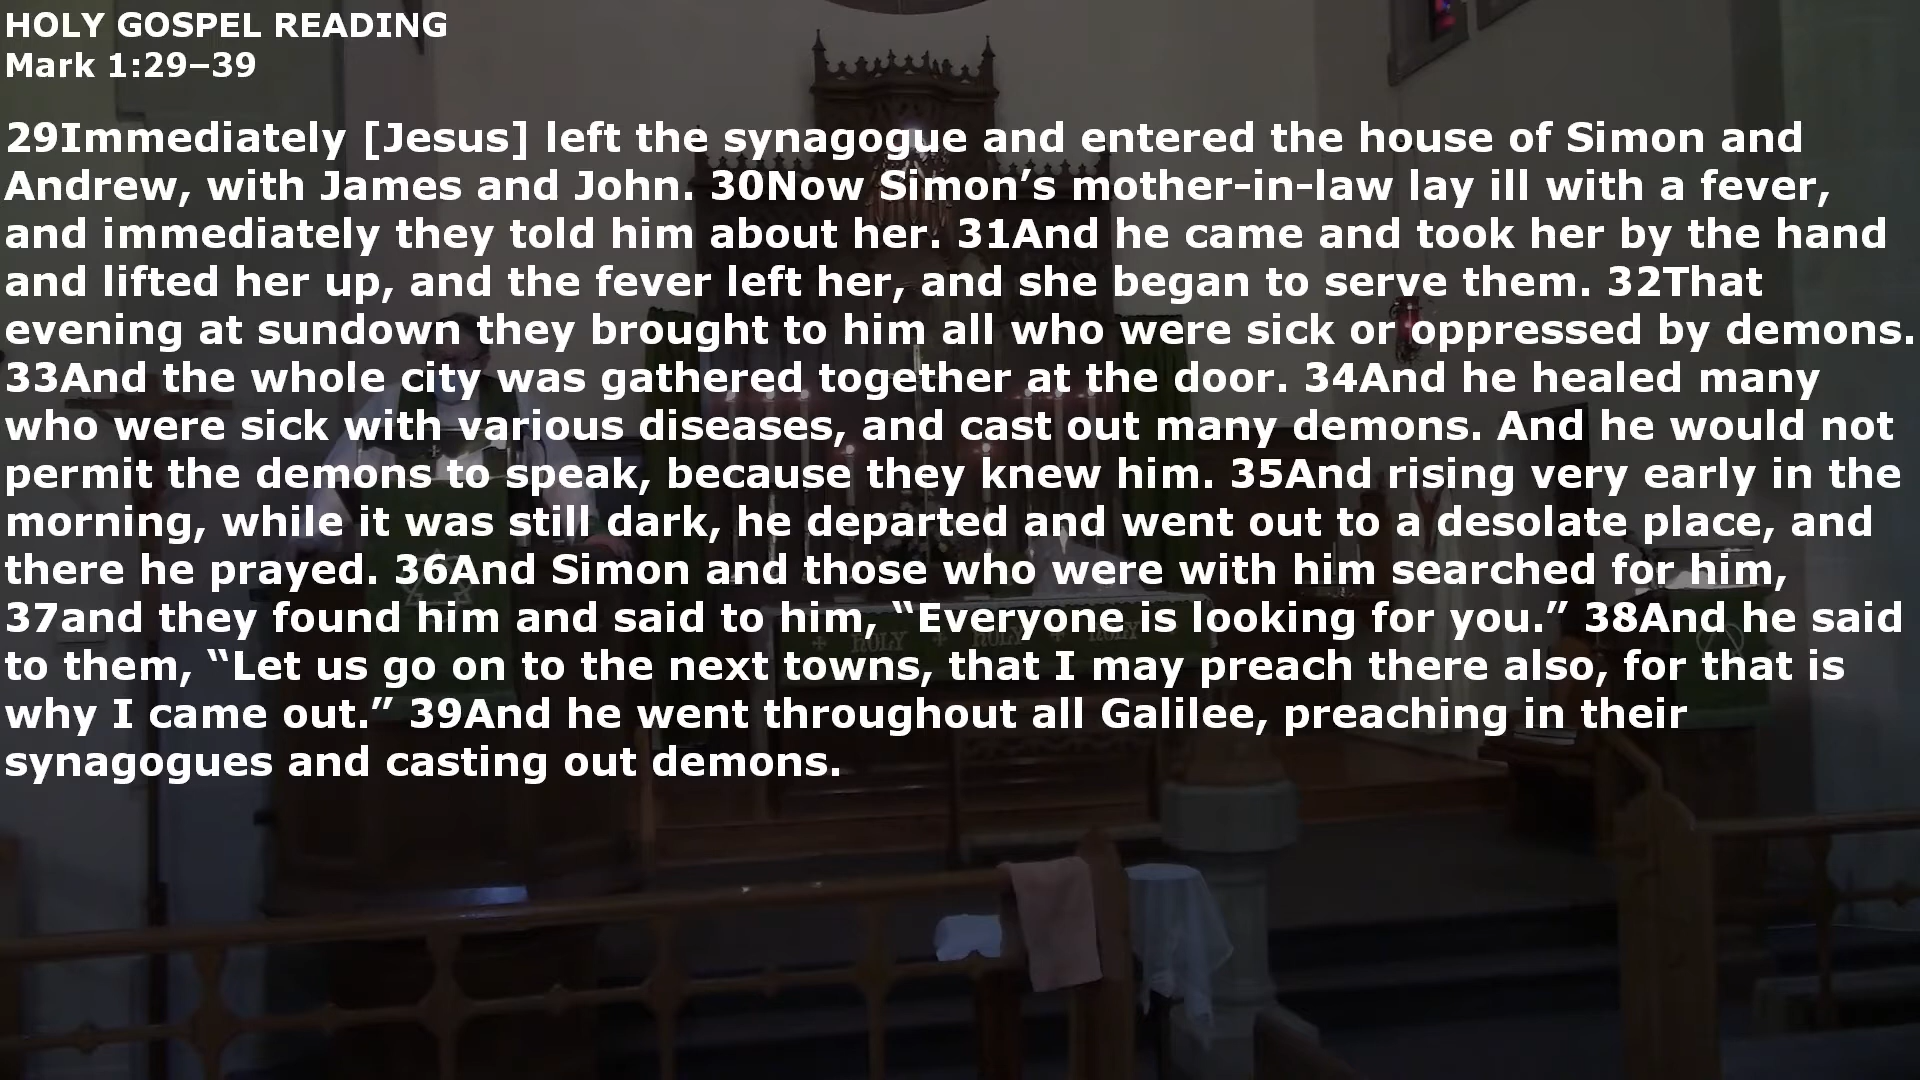 HOLY GOSPEL READING
Mark 1:29–39
29Immediately [Jesus] left the synagogue and entered the house of Simon and
Andrew, with James and John. 30Now Simon’s mother-in-law lay ill with a fever,
and immediately they told him about her. 31And he came and took her by the hand
and lifted her up, and the fever left her, and she began to serve them. 32That
evening at sundown they brought to him all who were sick or oppressed by demons.
33And the whole city was gathered together at the door. 34And he healed many
who were sick with various diseases, and cast out many demons. And he would not
permit the demons to speak, because they knew him. 35And rising very early in the
morning, while it was still dark, he departed and went out to a desolate place, and
there he prayed. 36And Simon and those who were with him searched for him,
37and they found him and said to him, “Everyone is looking for you.” 38And he said
to them, “Let us go on to the next towns, that I may preach there also, for that is
why I came out.” 39And he went throughout all Galilee, preaching in their
synagogues and casting out demons.
HOLY HOLY HOLY